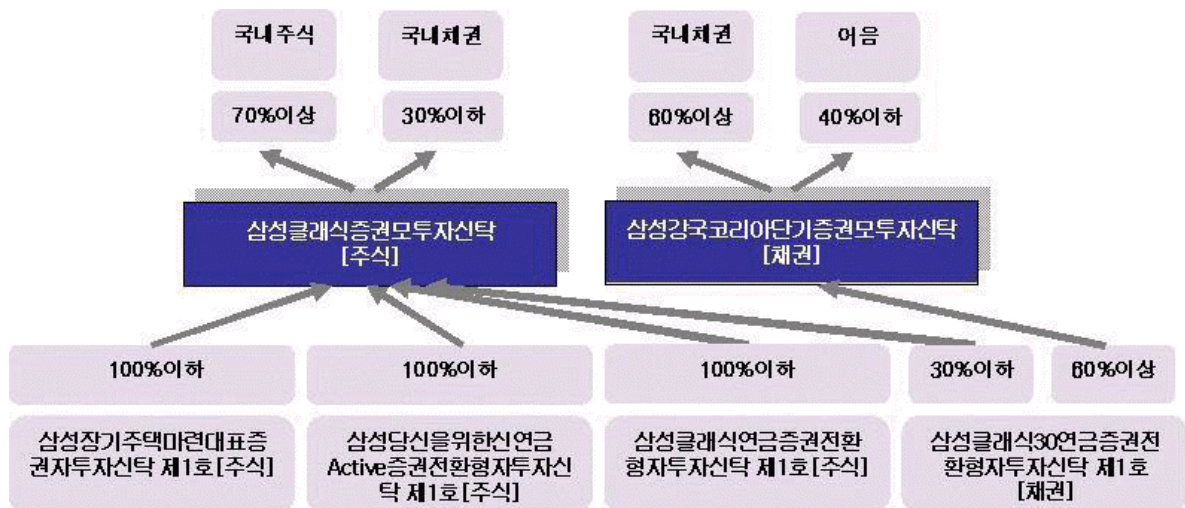 국내주식
국내채권
국내채권
어음
70%이상
30%이하
60%이상
40%이하
삼성클래식증권모투자신탁
[주식]
삼성강국코리아단기증권모투자신탁
[채권]
100%이하
100%이하
100%이하
30%이하
60%이상
삼성장기주택마련대표증
권자투자신탁 제1호[주식]
삼성당신을위한신연금
Active증권전환형자투자신
탁 제1호[주식]
삼성클래식연금증권전환
형자투자신탁 제1호[주식]
삼성클래식30연금증권전
환형자투자신탁 제1호
[채권]